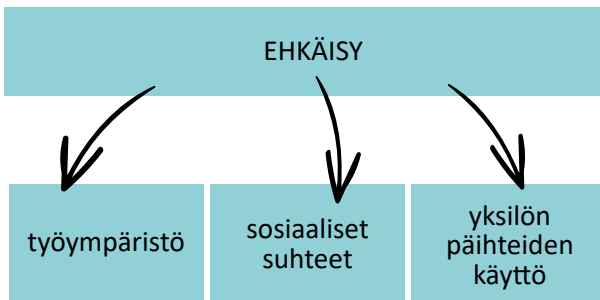 EHKÄISY
työympäristö
sosiaaliset
suhteet
yksilön
päihteiden
käyttö